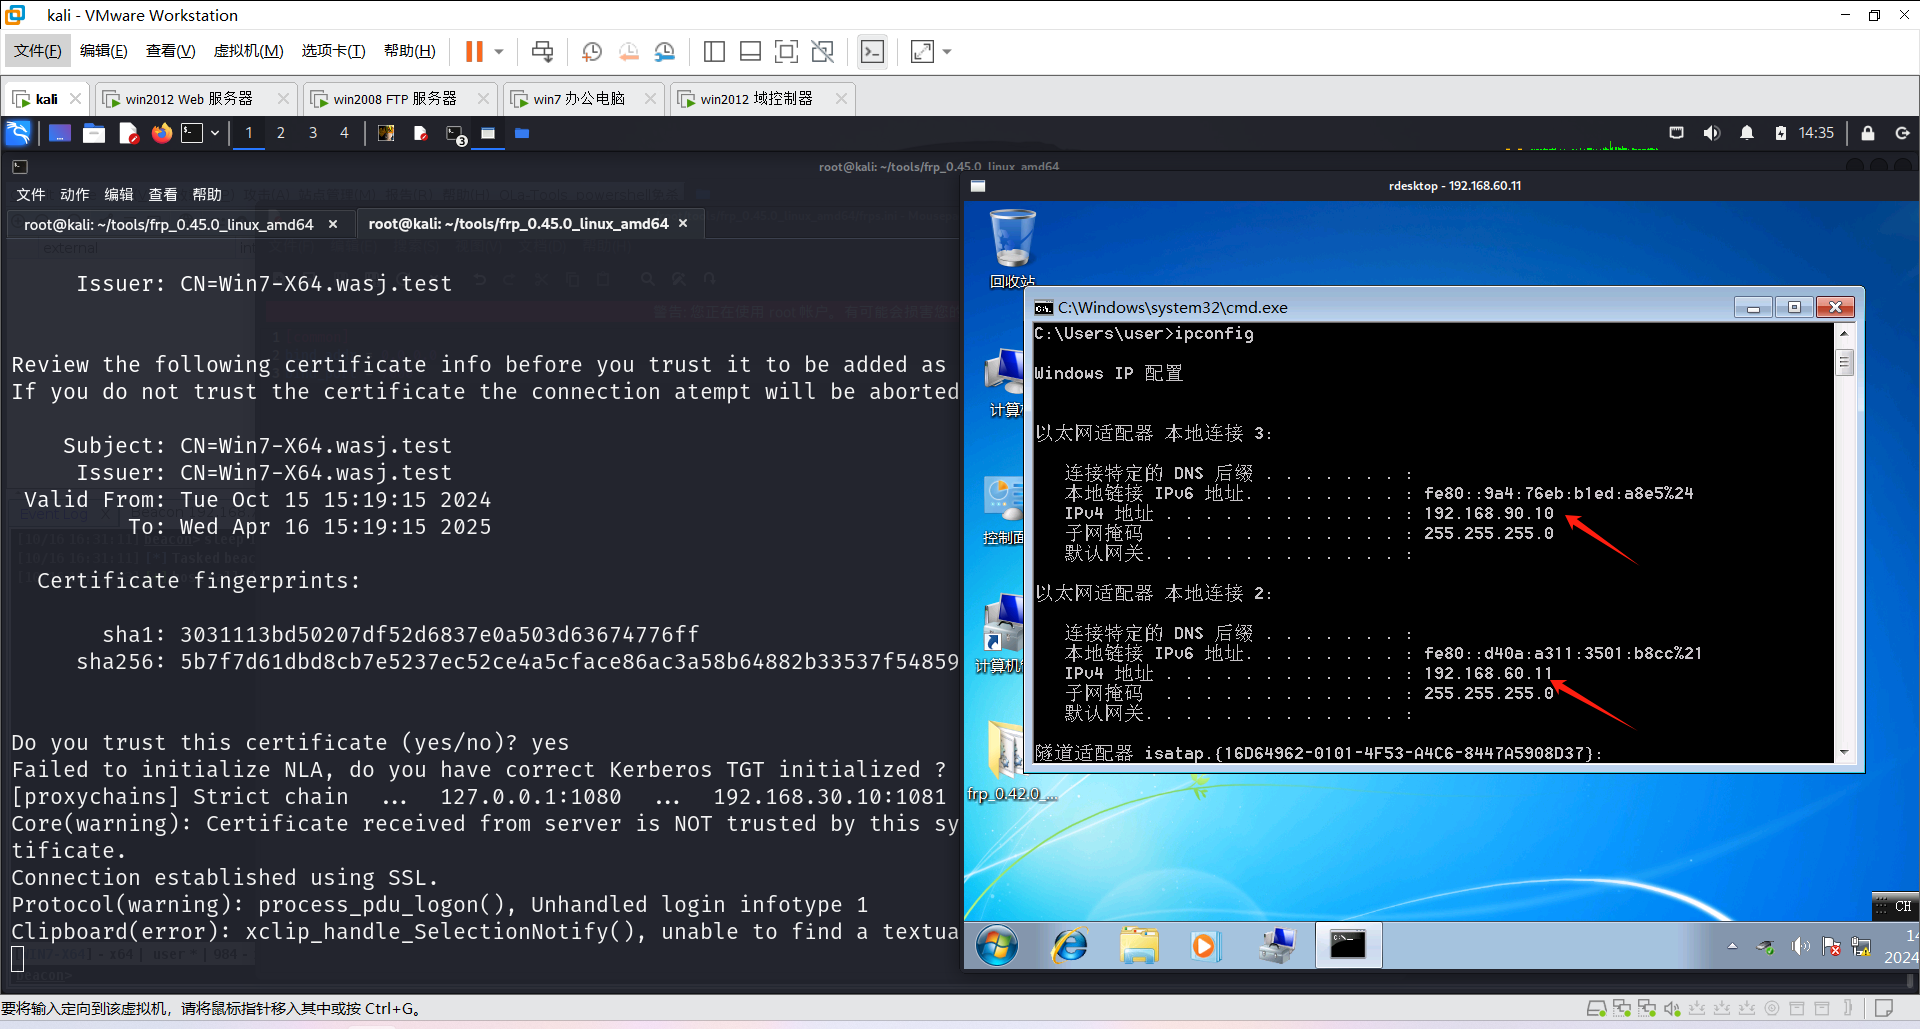 kali - VMware Workstation
文件(F) 编辑(E) 查看(V) 虚拟机(M) 选项卡(T) 帮助(H)
kali win2012 Web 服务器 win2008 FTP 服务器 win7 办公电脑 win2012 域控制器
1 2 3 4 3 14:35
root@kali: ~/tools/frp_0.45.0_linux_amd64
文件 动作 编辑 查看 帮助
root@kali: ~/tools/frp_0.45.0_linux_amd64 root@kali: ~/tools/frp_0.45.0_linux_amd64
external
Issuer: CN=Win7-X64.wasj.test
Review the following certificate info before you trust it to be added as
If you do not trust the certificate the connection atempt will be aborted
Subject: CN=Win7-X64.wasj.test
Issuer: CN=Win7-X64.wasj.test
Valid From: Tue Oct 15 15:19:15 2024
To: Wed Apr 16 15:19:15 2025
Certificate fingerprints:
sha1: 3031113bd50207df52d6837e0a503d63674776ff
sha256: 5b7f7d61dbd8cb7e5237ec52ce4a5cface86ac3a58b64882b33537f54859
Do you trust this certificate (yes/no)? yes
Failed to initialize NLA, do you have correct Kerberos TGT initialized ?
[proxychains] Strict chain ... 127.0.0.1:1080 ... 192.168.30.10:1081
Core(warning): Certificate received from server is NOT trusted by this sy
tificate.
Connection established using SSL.
Protocol(warning): process_pdu_logon(), Unhandled login infotype 1
Clipboard(error): xclip_handle_SelectionNotify(), unable to find a textua
beacon>
rdesktop - 192.168.60.11
回收站
计算机
控制面
frp_0.42.0_...
C:\Windows\system32\cmd.exe
C:\Users\user>ipconfig
Windows IP 配置
以太网适配器 本地连接 3:
连接特定的 DNS 后缀 . . . . . . . :
本地链接 IPv6 地址. . . . . . . . : fe80::9a4:76eb:b1ed:a8e5%24
IPv4 地址 . . . . . . . . . . . . : 192.168.90.10
子网掩码 . . . . . . . . . . . . : 255.255.255.0
默认网关. . . . . . . . . . . . . :
以太网适配器 本地连接 2:
连接特定的 DNS 后缀 . . . . . . . :
本地链接 IPv6 地址. . . . . . . . : fe80::d40a:a311:3501:b8cc%21
IPv4 地址 . . . . . . . . . . . . : 192.168.60.11
子网掩码 . . . . . . . . . . . . : 255.255.255.0
默认网关. . . . . . . . . . . . . :
隧道适配器 isatap.{16D64962-0101-4F53-A4C6-8447A5908D37}:
CH
14
2024
要将输入定向到该虚拟机，请将鼠标指针移入其中或按 Ctrl+G。